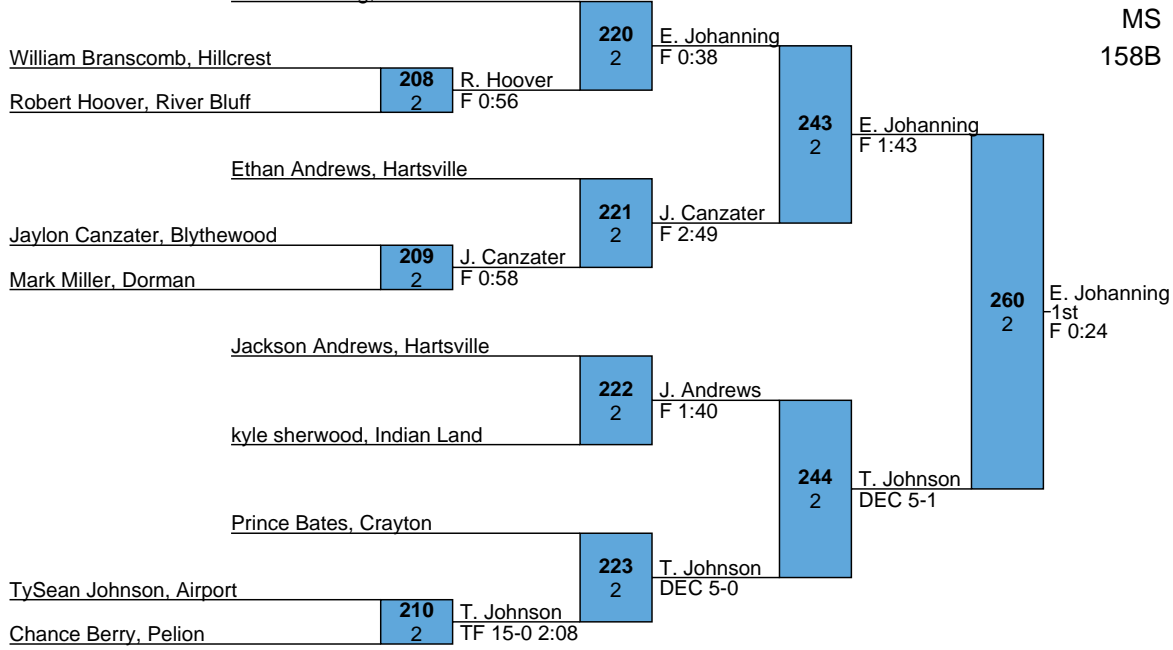 MS
158B
220
2
E. Johanning
F 0:38
William Branscomb, Hillcrest
208
2
R. Hoover
F 0:56
Robert Hoover, River Bluff
243
2
E. Johanning
F 1:43
Ethan Andrews, Hartsville
221
2
J. Canzater
F 2:49
Jaylon Canzater, Blythewood
209
2
J. Canzater
F 0:58
Mark Miller, Dorman
260
2
E. Johanning
1st
F 0:24
Jackson Andrews, Hartsville
222
2
J. Andrews
F 1:40
kyle sherwood, Indian Land
244
2
T. Johnson
DEC 5-1
Prince Bates, Crayton
223
2
T. Johnson
DEC 5-0
TySean Johnson, Airport
210
2
T. Johnson
TF 15-0 2:08
Chance Berry, Pelion